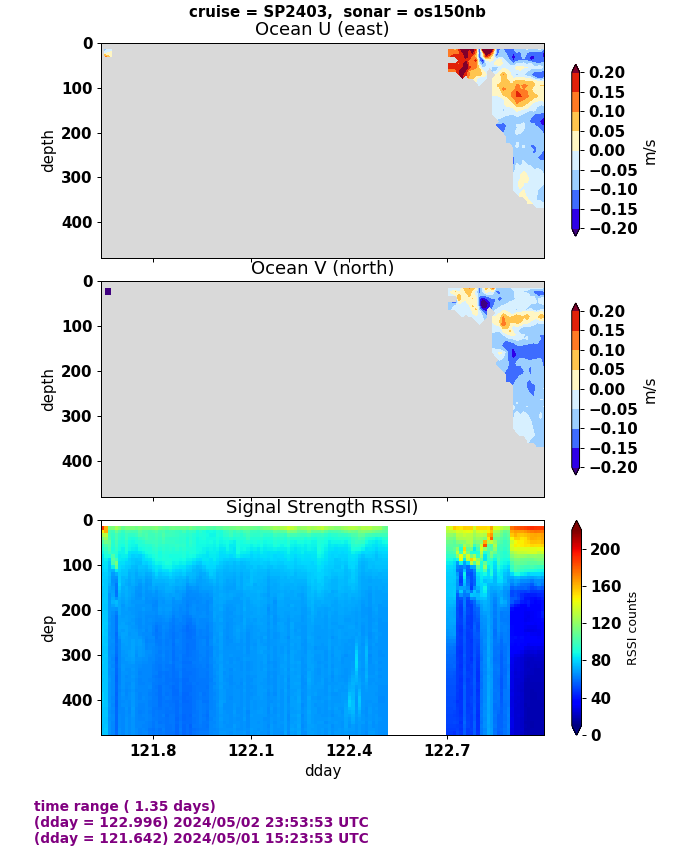 cruise = SP2403, sonar = os150nb
Ocean U (east)
0
100
200
300
400
depth
0.20
0.15
0.10
0.05
0.00
−0.05
−0.10
−0.15
−0.20
m/s
Ocean V (north)
0
100
200
300
400
depth
0.20
0.15
0.10
0.05
0.00
−0.05
−0.10
−0.15
−0.20
m/s
Signal Strength RSSI)
0
100
200
300
400
dep
200
160
120
80
40
0
RSSI counts
121.8 122.1 122.4 122.7
dday
time range ( 1.35 days)
(dday = 122.996) 2024/05/02 23:53:53 UTC
(dday = 121.642) 2024/05/01 15:23:53 UTC